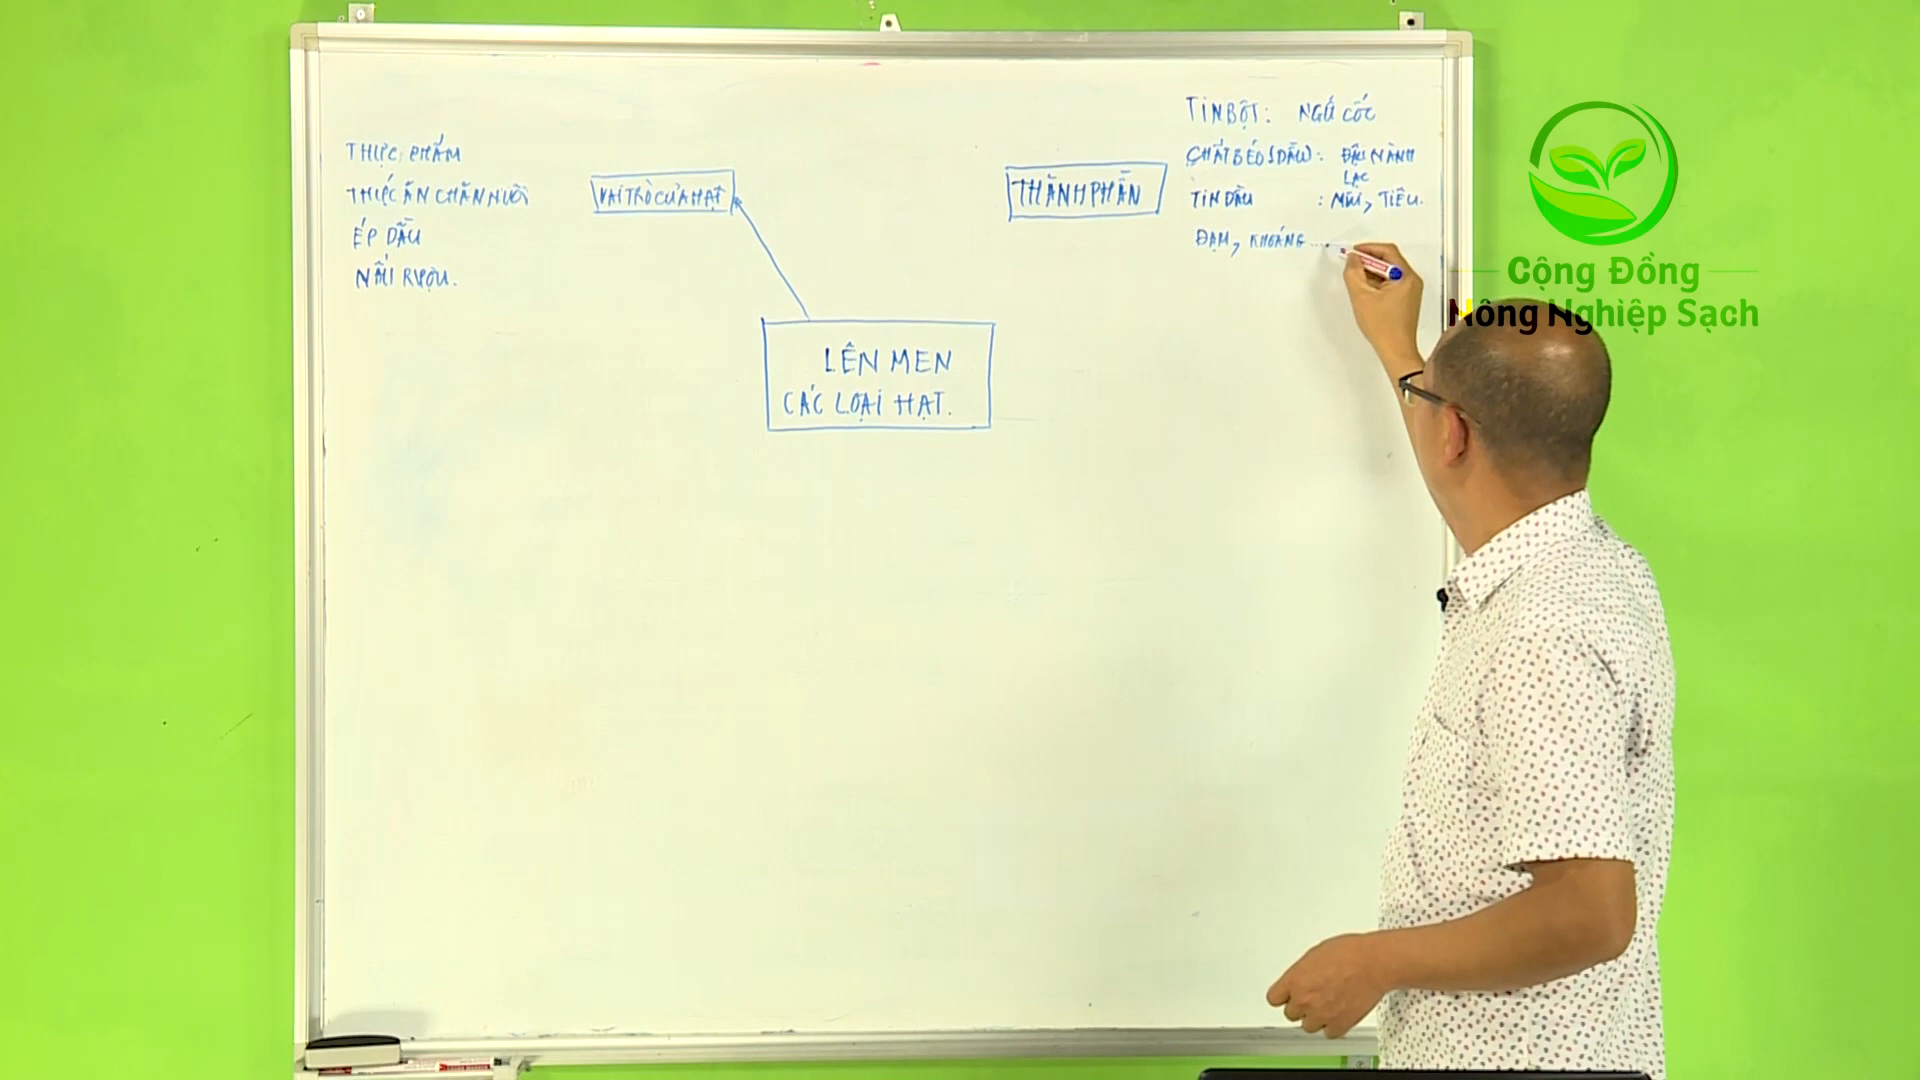 THỰC PHẨM
THỨC ĂN CHĂN NUÔI
ÉP DẦU
NẤU RƯỢU.
VAI TRÒ CỦA HẠT
LÊN MEN
CÁC LOẠI HẠT.
THÀNH PHẦN
TINBỘT: NGŨ CỐC
CHẤT BÉO (DẦU): ĐẬU NÀNH
LẠC
TINH DẦU : MÙI, TIÊU.
ĐẠM, KHOÁNG ....
Cộng Đồng
Nông Nghiệp Sạch